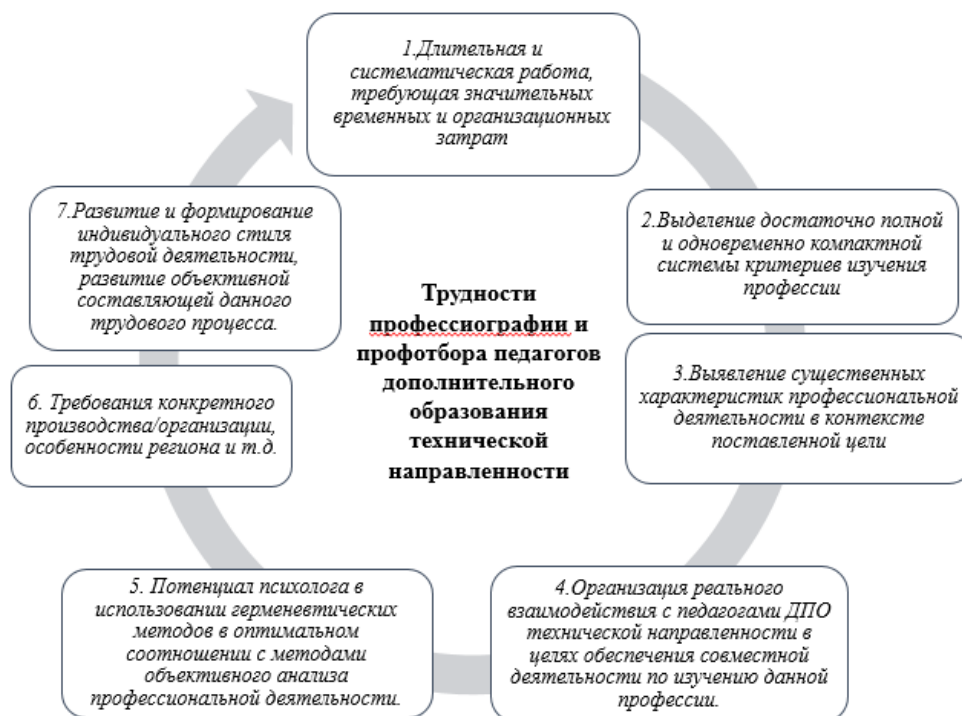 1.Длительная и
систематическая работа,
требующая значительных
временных и организационных
затрат
2.Выделение достаточно полной
и одновременно компактной
системы критериев изучения
профессии
3.Выявление существенных
характеристик профессиональной
деятельности в контексте
поставленной цели
4.Организация реального
взаимодействия с педагогами ДПО
технической направленности в
целях обеспечения совместной
деятельности по изучению данной
профессии.
5. Потенциал психолога в
использовании герменевтических
методов в оптимальном
соотношении с методами
объективного анализа
профессиональной деятельности.
6. Требования конкретного
производства/организации,
особенности региона и т.д.
7.Развитие и формирование
индивидуального стиля
трудовой деятельности,
развитие объективной
составляющей данного
трудового процесса.
Трудности
профессиографии и
профотбора педагогов
дополнительного
образования
технической
направленности